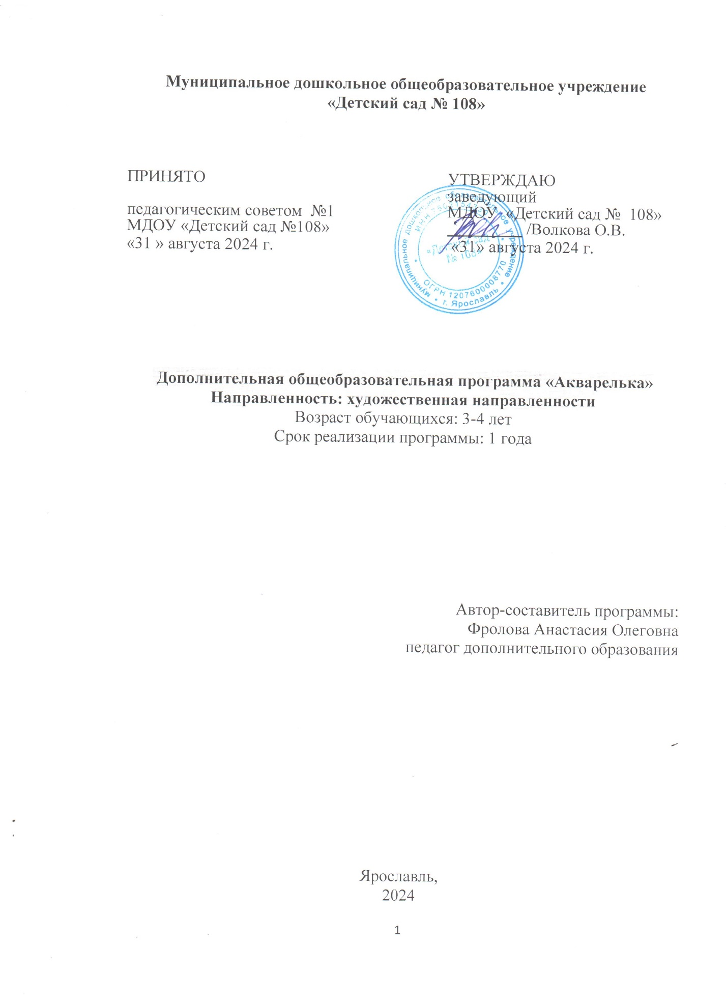 Муниципальное дошкольное общеобразовательное учреждение
«Детский сад № 108»
ПРИНЯТО
педагогическим советом №1
МДОУ «Детский сад №108»
«31 » августа 2024 г.
УТВЕРЖДАЮ
заведующий
МДОУ «Детский сад № 108»
/Волкова О.В.
«31» августа 2024 г.
муниципальное дошкольное образовательное учреждение
г. Ярославль
ИНН
ОГРН 1207600008770
«Детский сад
№ 108»
Дополнительная общеобразовательная программа «Акварелька»
Направленность: художественная направленности
Возраст обучающихся: 3-4 лет
Срок реализации программы: 1 года
Автор-составитель программы:
Фролова Анастасия Олеговна
педагог дополнительного образования
Ярославль,
2024
1